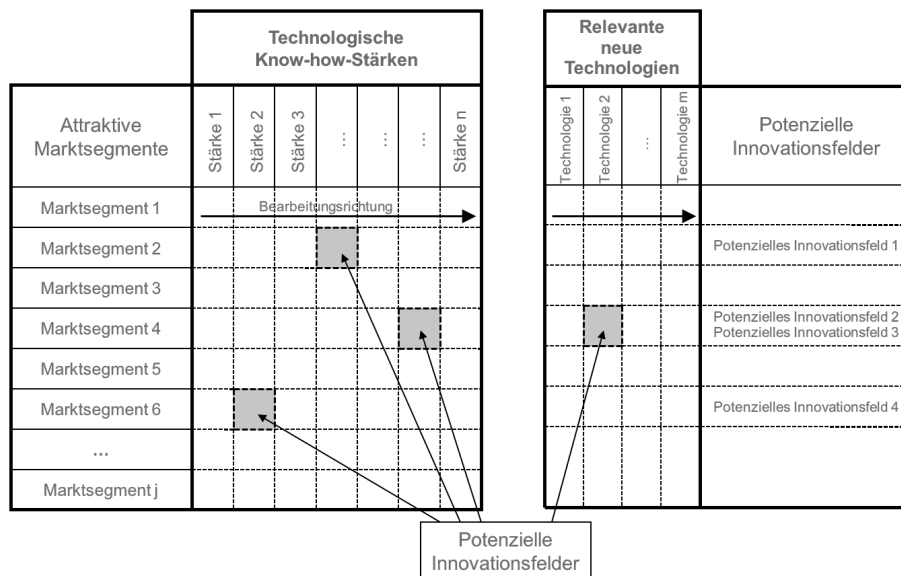 Technologische
Know-how-Stärken
Relevante
neue
Technologien
Attraktive
Marktsegmente
Stärke 1
Stärke 2
Stärke 3
...
...
...
Stärke n
Technologie 1
Technologie 2
...
Technologie m
Potenzielle
Innovationsfelder
Marktsegment 1
Bearbeitungsrichtung
Marktsegment 2
Potenzielles Innovationsfeld 1
Marktsegment 3
Marktsegment 4
Potenzielles Innovationsfeld 2
Potenzielles Innovationsfeld 3
Marktsegment 5
Marktsegment 6
Potenzielles Innovationsfeld 4
...
Marktsegment j
Potenzielle
Innovationsfelder